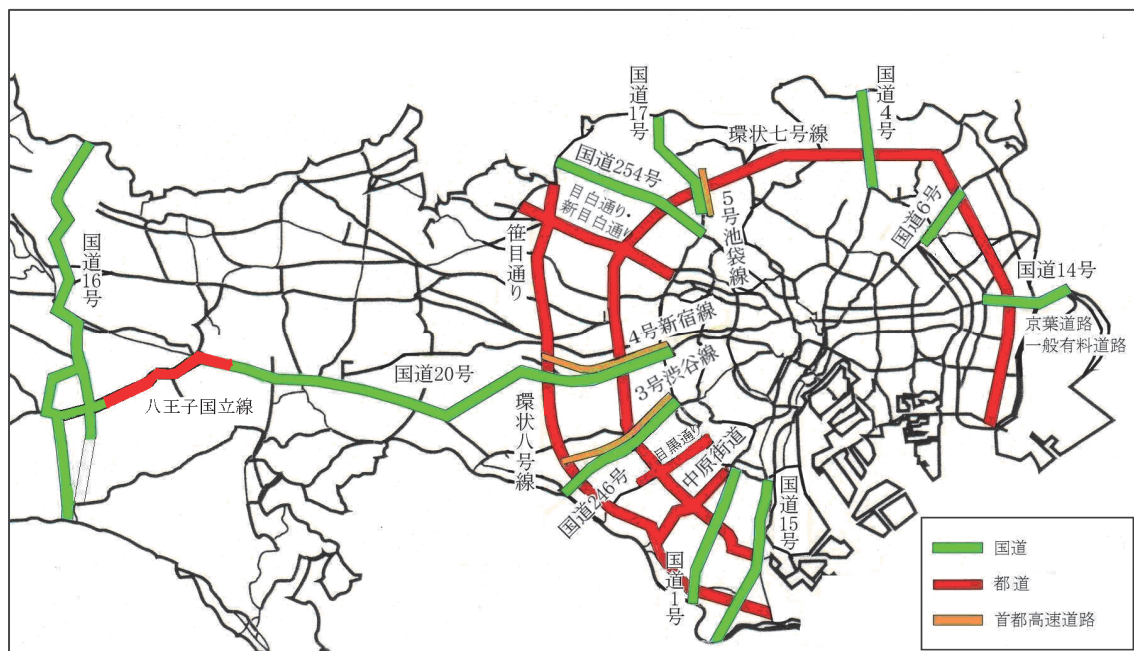 国道17号
国道4号
環状七号線
国道254号
目白通り・
新目白通り
5号池袋線
国道6号
笹目通り
国道16号
国道14号
京葉道路
一般有料道路
4号新宿線
国道20号
3号渋谷線
八王子国立線
環状八号線
目黒通り
中原街道
国道246号
国道15号
国道1号
国道
都道
首都高速道路